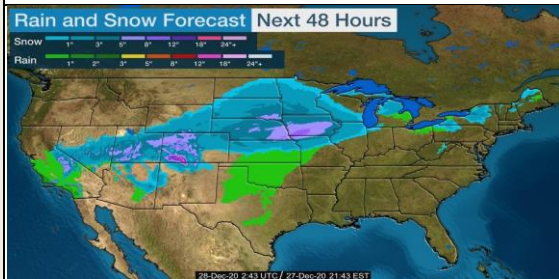 Rain and Snow Forecast Next 48 Hours
Snow 1" 3" 5" 8" 12" 18" 24"+
Rain 1" 2" 3" 5" 8" 12" 18" 24"+
28-Dec-20 2:43 UTC / 27-Dec-20 21:43 EST